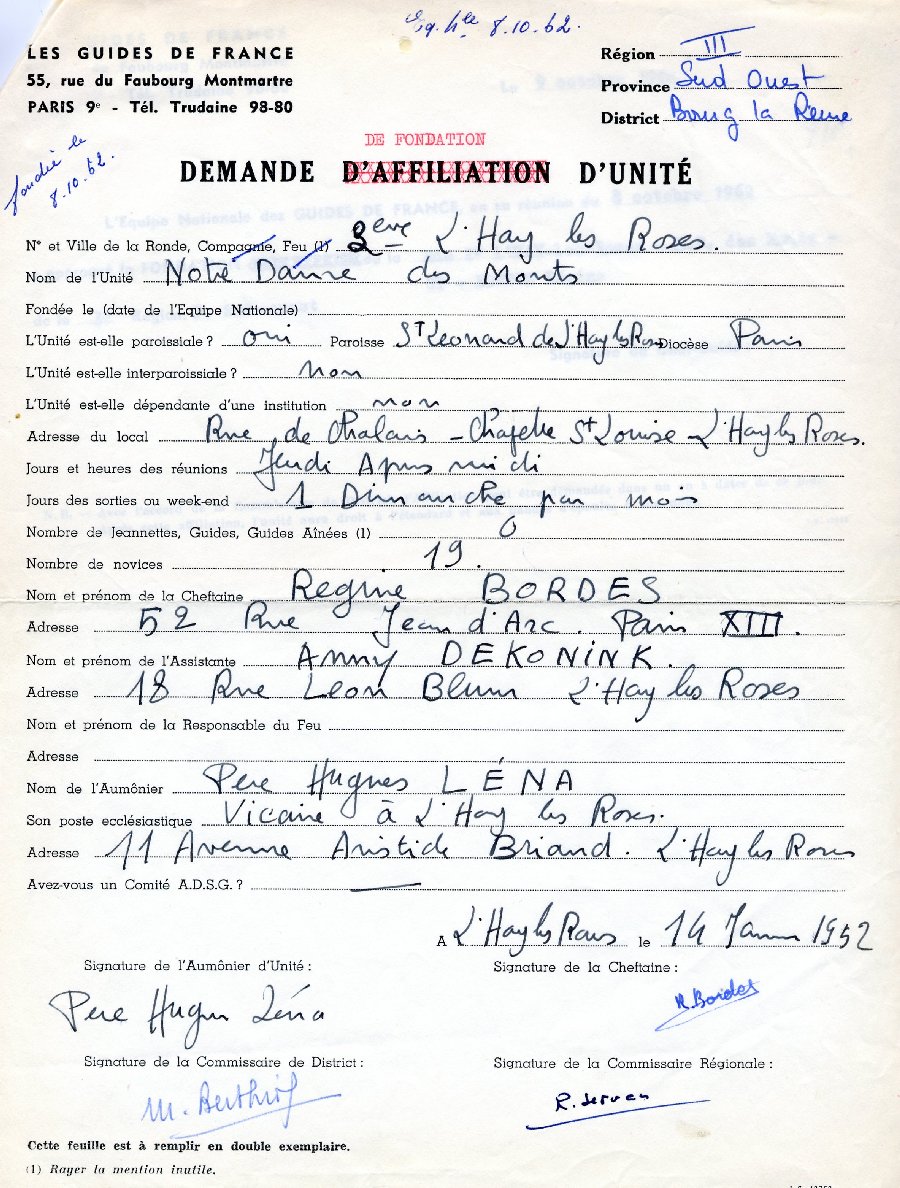 8.10.62.
LES GUIDES DE FRANCE
55, rue du Faubourg Montmartre
PARIS 9e - Tél. Trudaine 98-80
Région III
Province Sud Ouest
District Bourg la Reine
fondée le
8.10.62.
DE FONDATION
DEMANDE D'AFFILIATION D'UNITÉ
N° et Ville de la Ronde, Compagnie, Feu (1) 2ème L'Hay les Roses.
Nom de l'Unité Notre Dame des Monts
Fondée le (date de l'Equipe Nationale)
L'Unité est-elle paroissiale ? oui Paroisse St Leonard de L'Hay les Roses Diocèse Paris
L'Unité est-elle interparoissiale ? Non
L'Unité est-elle dépendante d'une institution non
Adresse du local Rue de Chalais - Chapelle St Louise - L'Hay les Roses.
Jours et heures des réunions Jeudi Après midi
Jours des sorties ou week-end 1 Dimanche par mois
Nombre de Jeannettes, Guides, Guides Aînées (1) 0
Nombre de novices 19.
Nom et prénom de la Cheftaine Regine BORDES
Adresse 52 Rue Jean d'Arc. Paris XIII.
Nom et prénom de l'Assistante Anny DEKONINK.
Adresse 18 Rue Leon Blum L'Hay les Roses
Nom et prénom de la Responsable du Feu
Adresse
Nom de l'Aumônier Pere Hugues LÉNA
Son poste ecclésiastique Vicaire à L'Hay les Roses.
Adresse 11 Avenue Aristide Briand. L'Hay les Roses
Avez-vous un Comité A.D.S.G. ? —
A L'Hay les Roses le 14 1952
Signature de l'Aumônier d'Unité :
Signature de la Cheftaine :
Pere Hugues Léna
R. Bordes
Signature de la Commissaire de District :
Signature de la Commissaire Régionale :
M.
R. Servan
Cette feuille est à remplir en double exemplaire.
(1) Rayer la mention inutile.